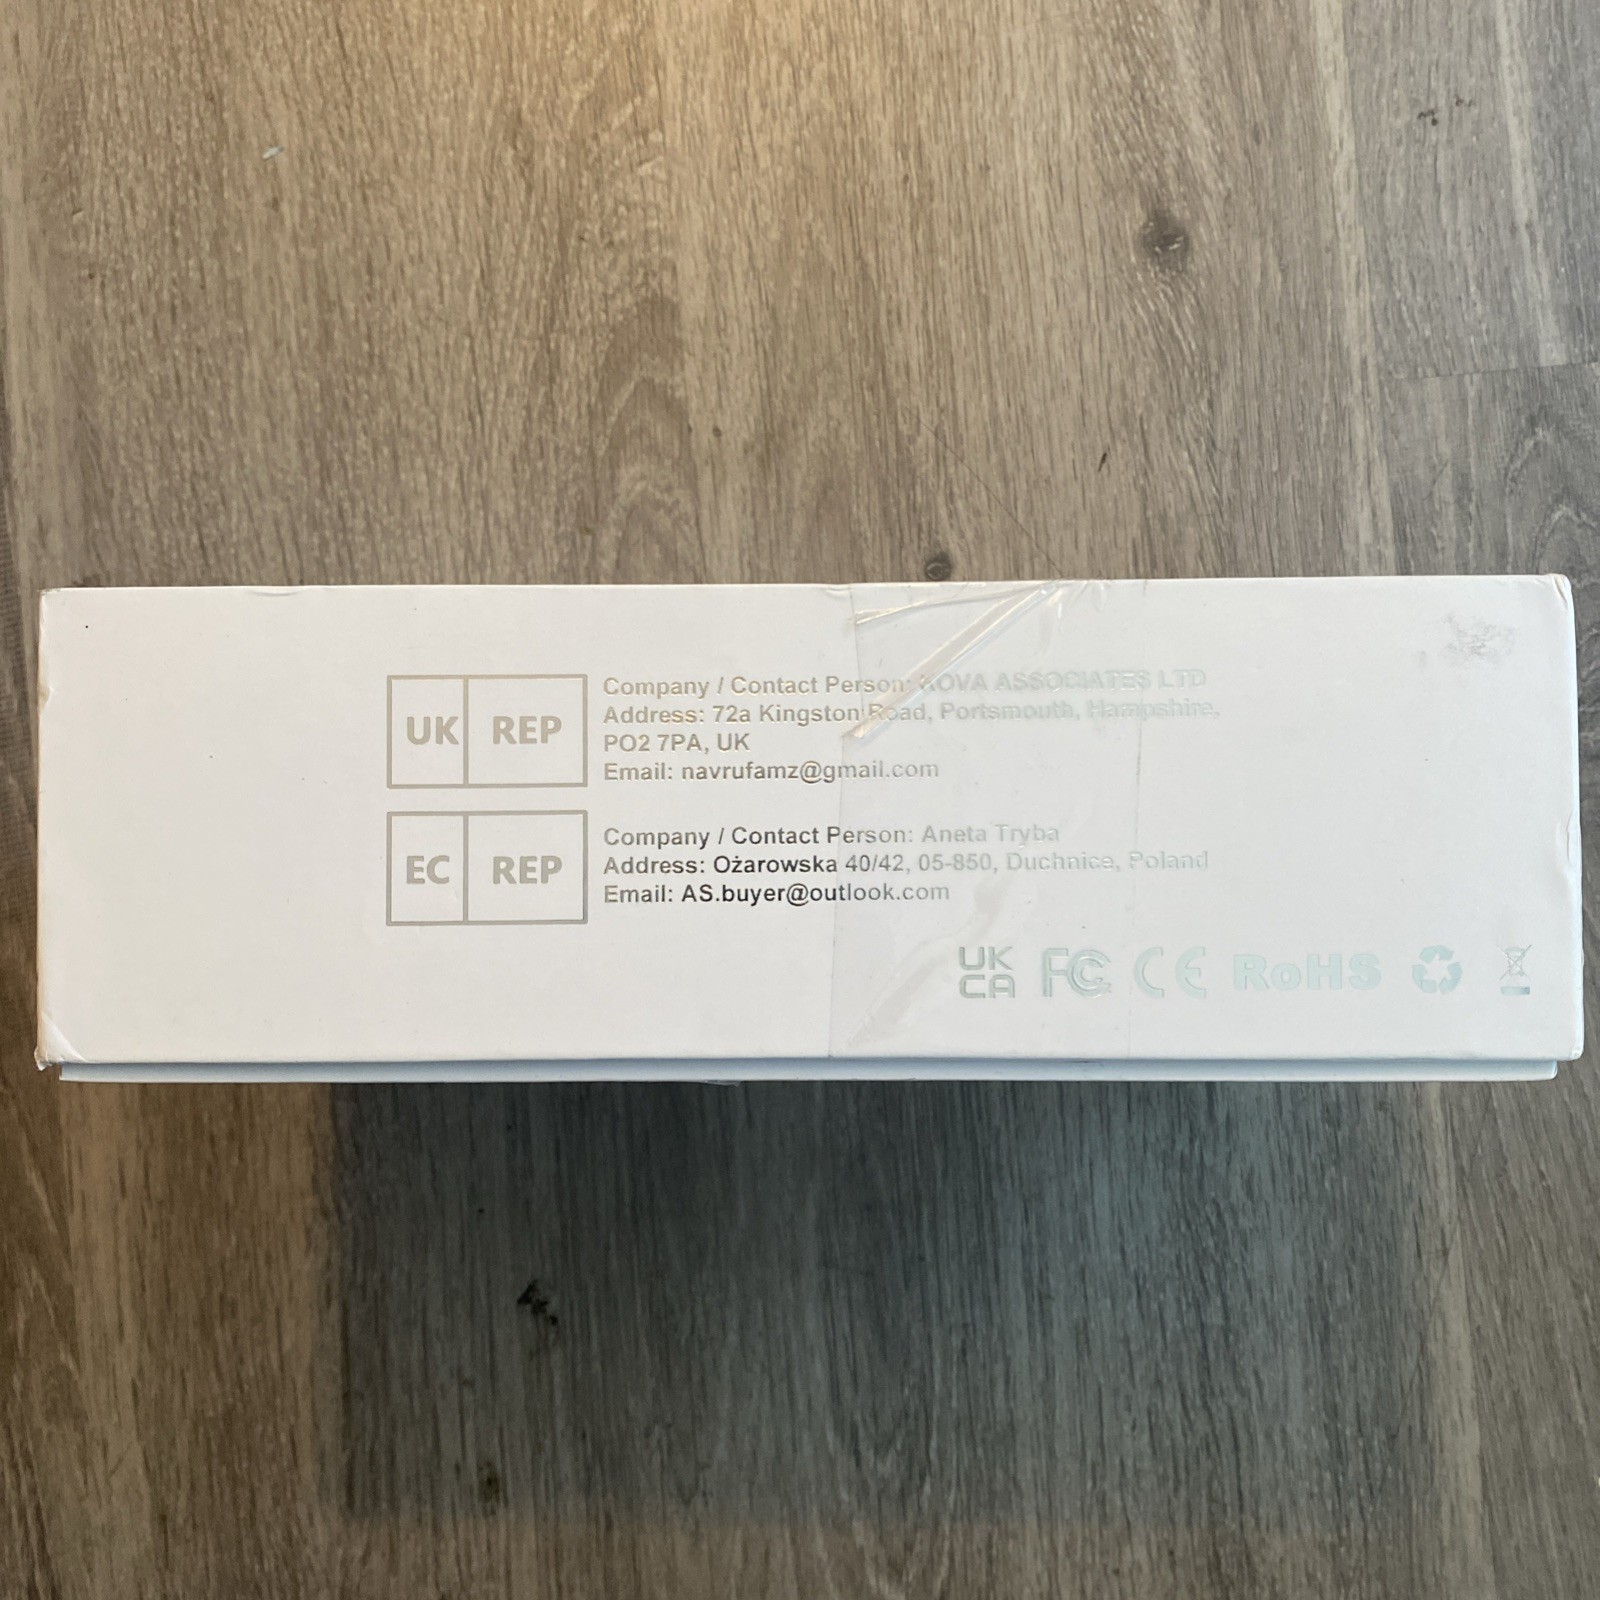 UK REP
Company / Contact Person: NOVA ASSOCIATES LTD
Address: 72a Kingston Road, Portsmouth, Hampshire,
PO2 7PA, UK
Email: navrufamz@gmail.com
EC REP
Company / Contact Person: Aneta Tryba
Address: Ożarowska 40/42, 05-850, Duchnice, Poland
Email: AS.buyer@outlook.com
UK CA FC CE RoHS